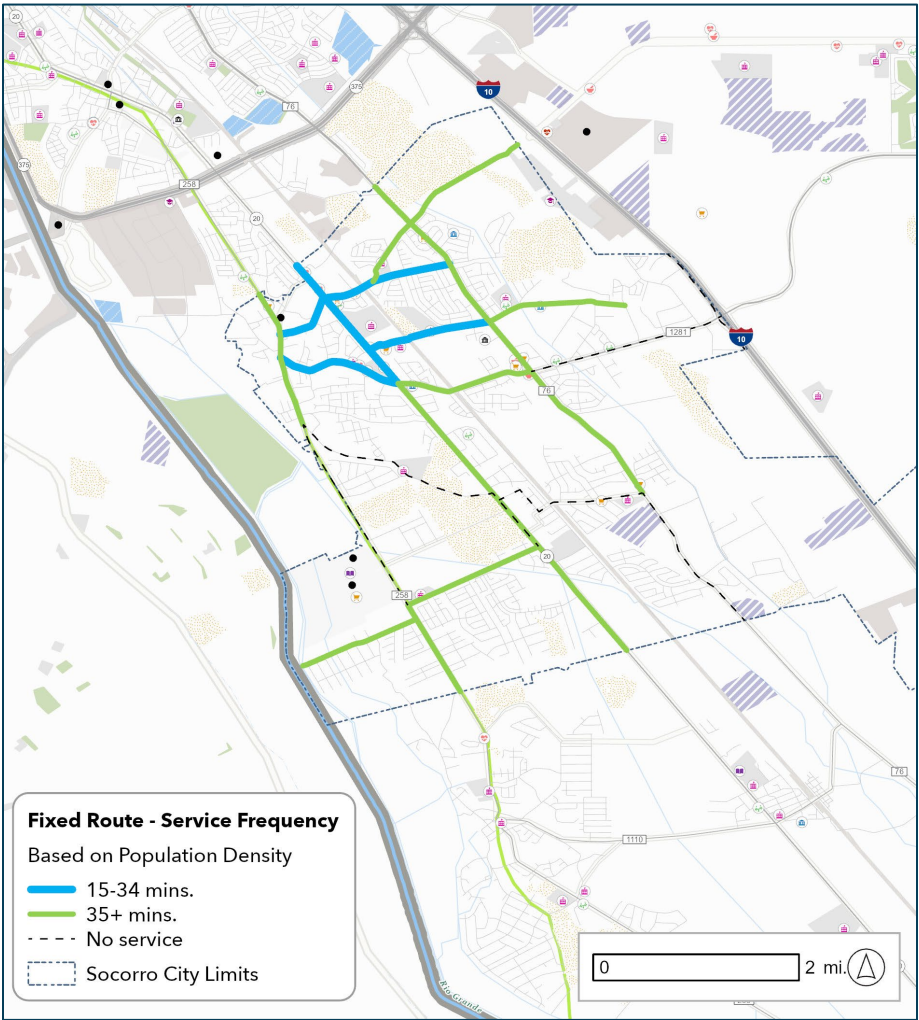 20
375
10
76
375
258
20
1281
10
76
20
258
76
1110
Fixed Route - Service Frequency
Based on Population Density
15-34 mins.
35+ mins.
No service
Socorro City Limits
0 2 mi.
Rio Grande